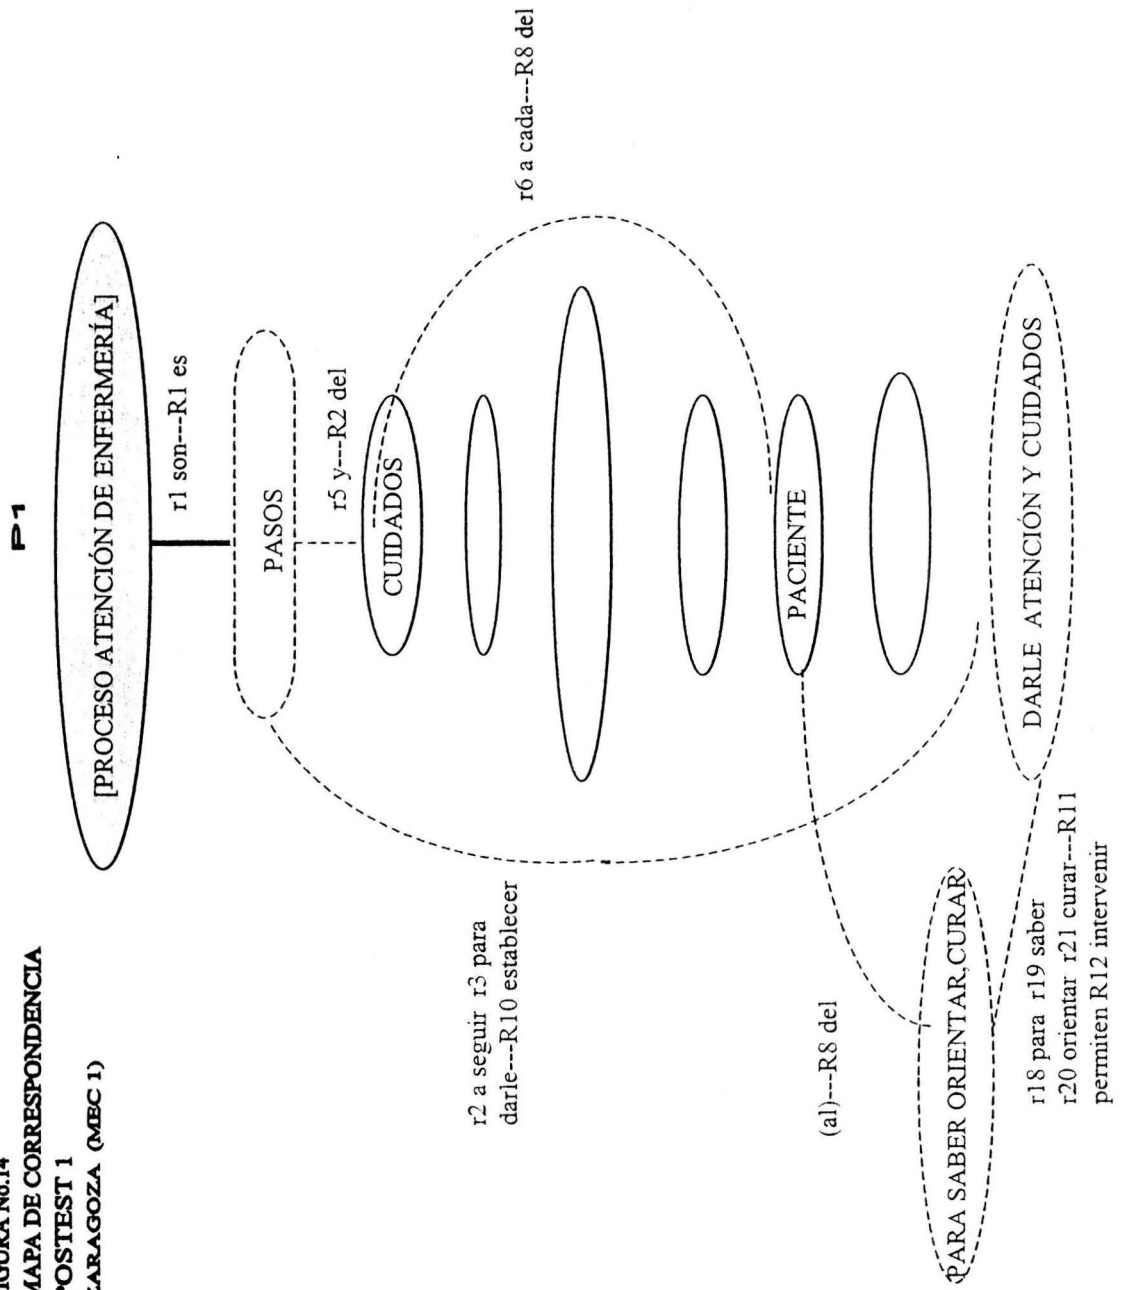 FIGURA No.14
MAPA DE CORRESPONDENCIA
POSTEST 1
ZARAGOZA (MEC 1)
P1
[PROCESO ATENCIÓN DE ENFERMERÍA]
r1 son---R1 es
PASOS
r5 y---R2 del
CUIDADOS
r6 a cada---R8 del
r2 a seguir r3 para
darle---R10 establecer
PACIENTE
(al)---R8 del
PARA SABER ORIENTAR,CURAR
DARLE ATENCIÓN Y CUIDADOS
r18 para r19 saber
r20 orientar r21 curar---R11
permiten R12 intervenir